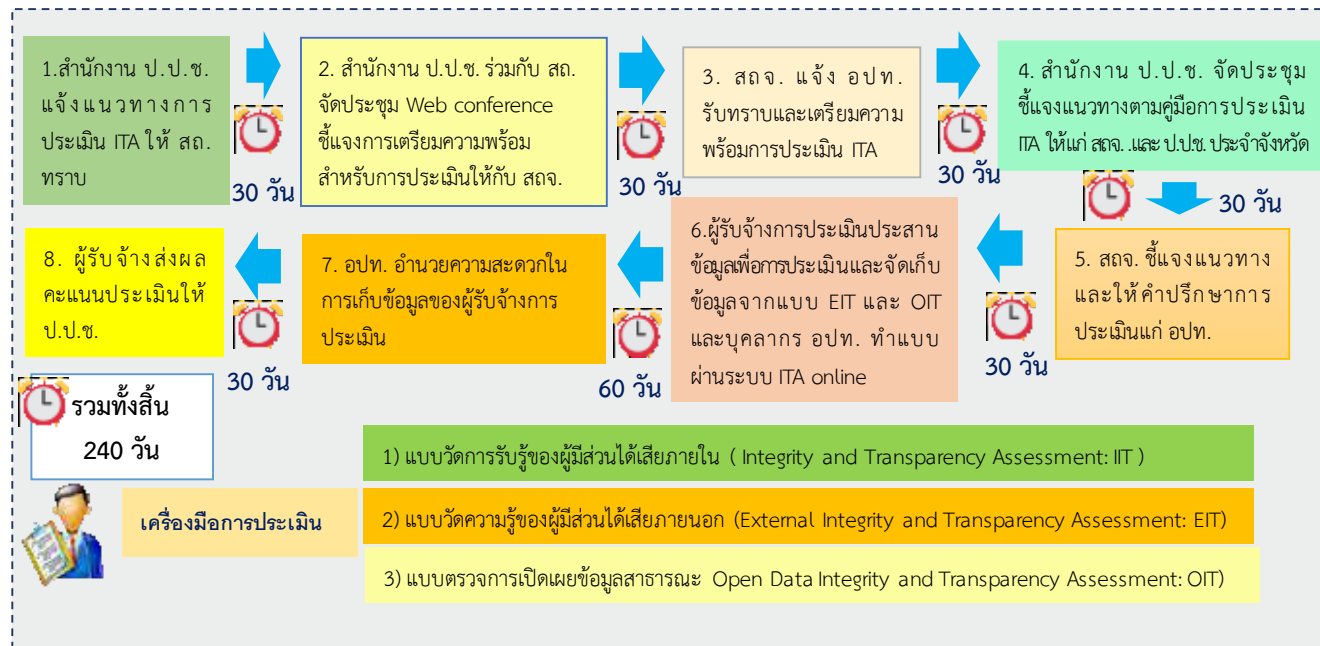 1.สำนักงาน ป.ป.ช.
แจ้งแนวทางการ
ประเมิน ITA ให้ สถ.
ทราบ
30 วัน
2. สำนักงาน ป.ป.ช. ร่วมกับ สถ.
จัดประชุม Web conference
ชี้แจงการเตรียมความพร้อม
สำหรับการประเมินให้กับ สถจ.
30 วัน
3. สถจ. แจ้ง อปท.
รับทราบและเตรียมความ
พร้อมการประเมิน ITA
30 วัน
4. สำนักงาน ป.ป.ช. จัดประชุม
ชี้แจงแนวทางตามคู่มือการประเมิน
ITA ให้แก่ สถจ. .และ ป.ป.ช. ประจำจังหวัด
30 วัน
5. สถจ. ชี้แจงแนวทาง
และให้คำปรึกษาการ
ประเมินแก่ อปท.
30 วัน
6.ผู้รับจ้างการประเมินประสาน
ข้อมูลเพื่อการประเมินและจัดเก็บ
ข้อมูลจากแบบ EIT และ OIT
และบุคลากร อปท. ทำแบบ
ผ่านระบบ ITA online
60 วัน
7. อปท. อำนวยความสะดวกใน
การเก็บข้อมูลของผู้รับจ้างการ
ประเมิน
30 วัน
8. ผู้รับจ้างส่งผล
คะแนนประเมินให้
ป.ป.ช.
รวมทั้งสิ้น
240 วัน
เครื่องมือการประเมิน
1) แบบวัดการรับรู้ของผู้มีส่วนได้เสียภายใน ( Integrity and Transparency Assessment: IIT )
2) แบบวัดความรู้ของผู้มีส่วนได้เสียภายนอก (External Integrity and Transparency Assessment: EIT)
3) แบบตรวจการเปิดเผยข้อมูลสาธารณะ Open Data Integrity and Transparency Assessment: OIT)